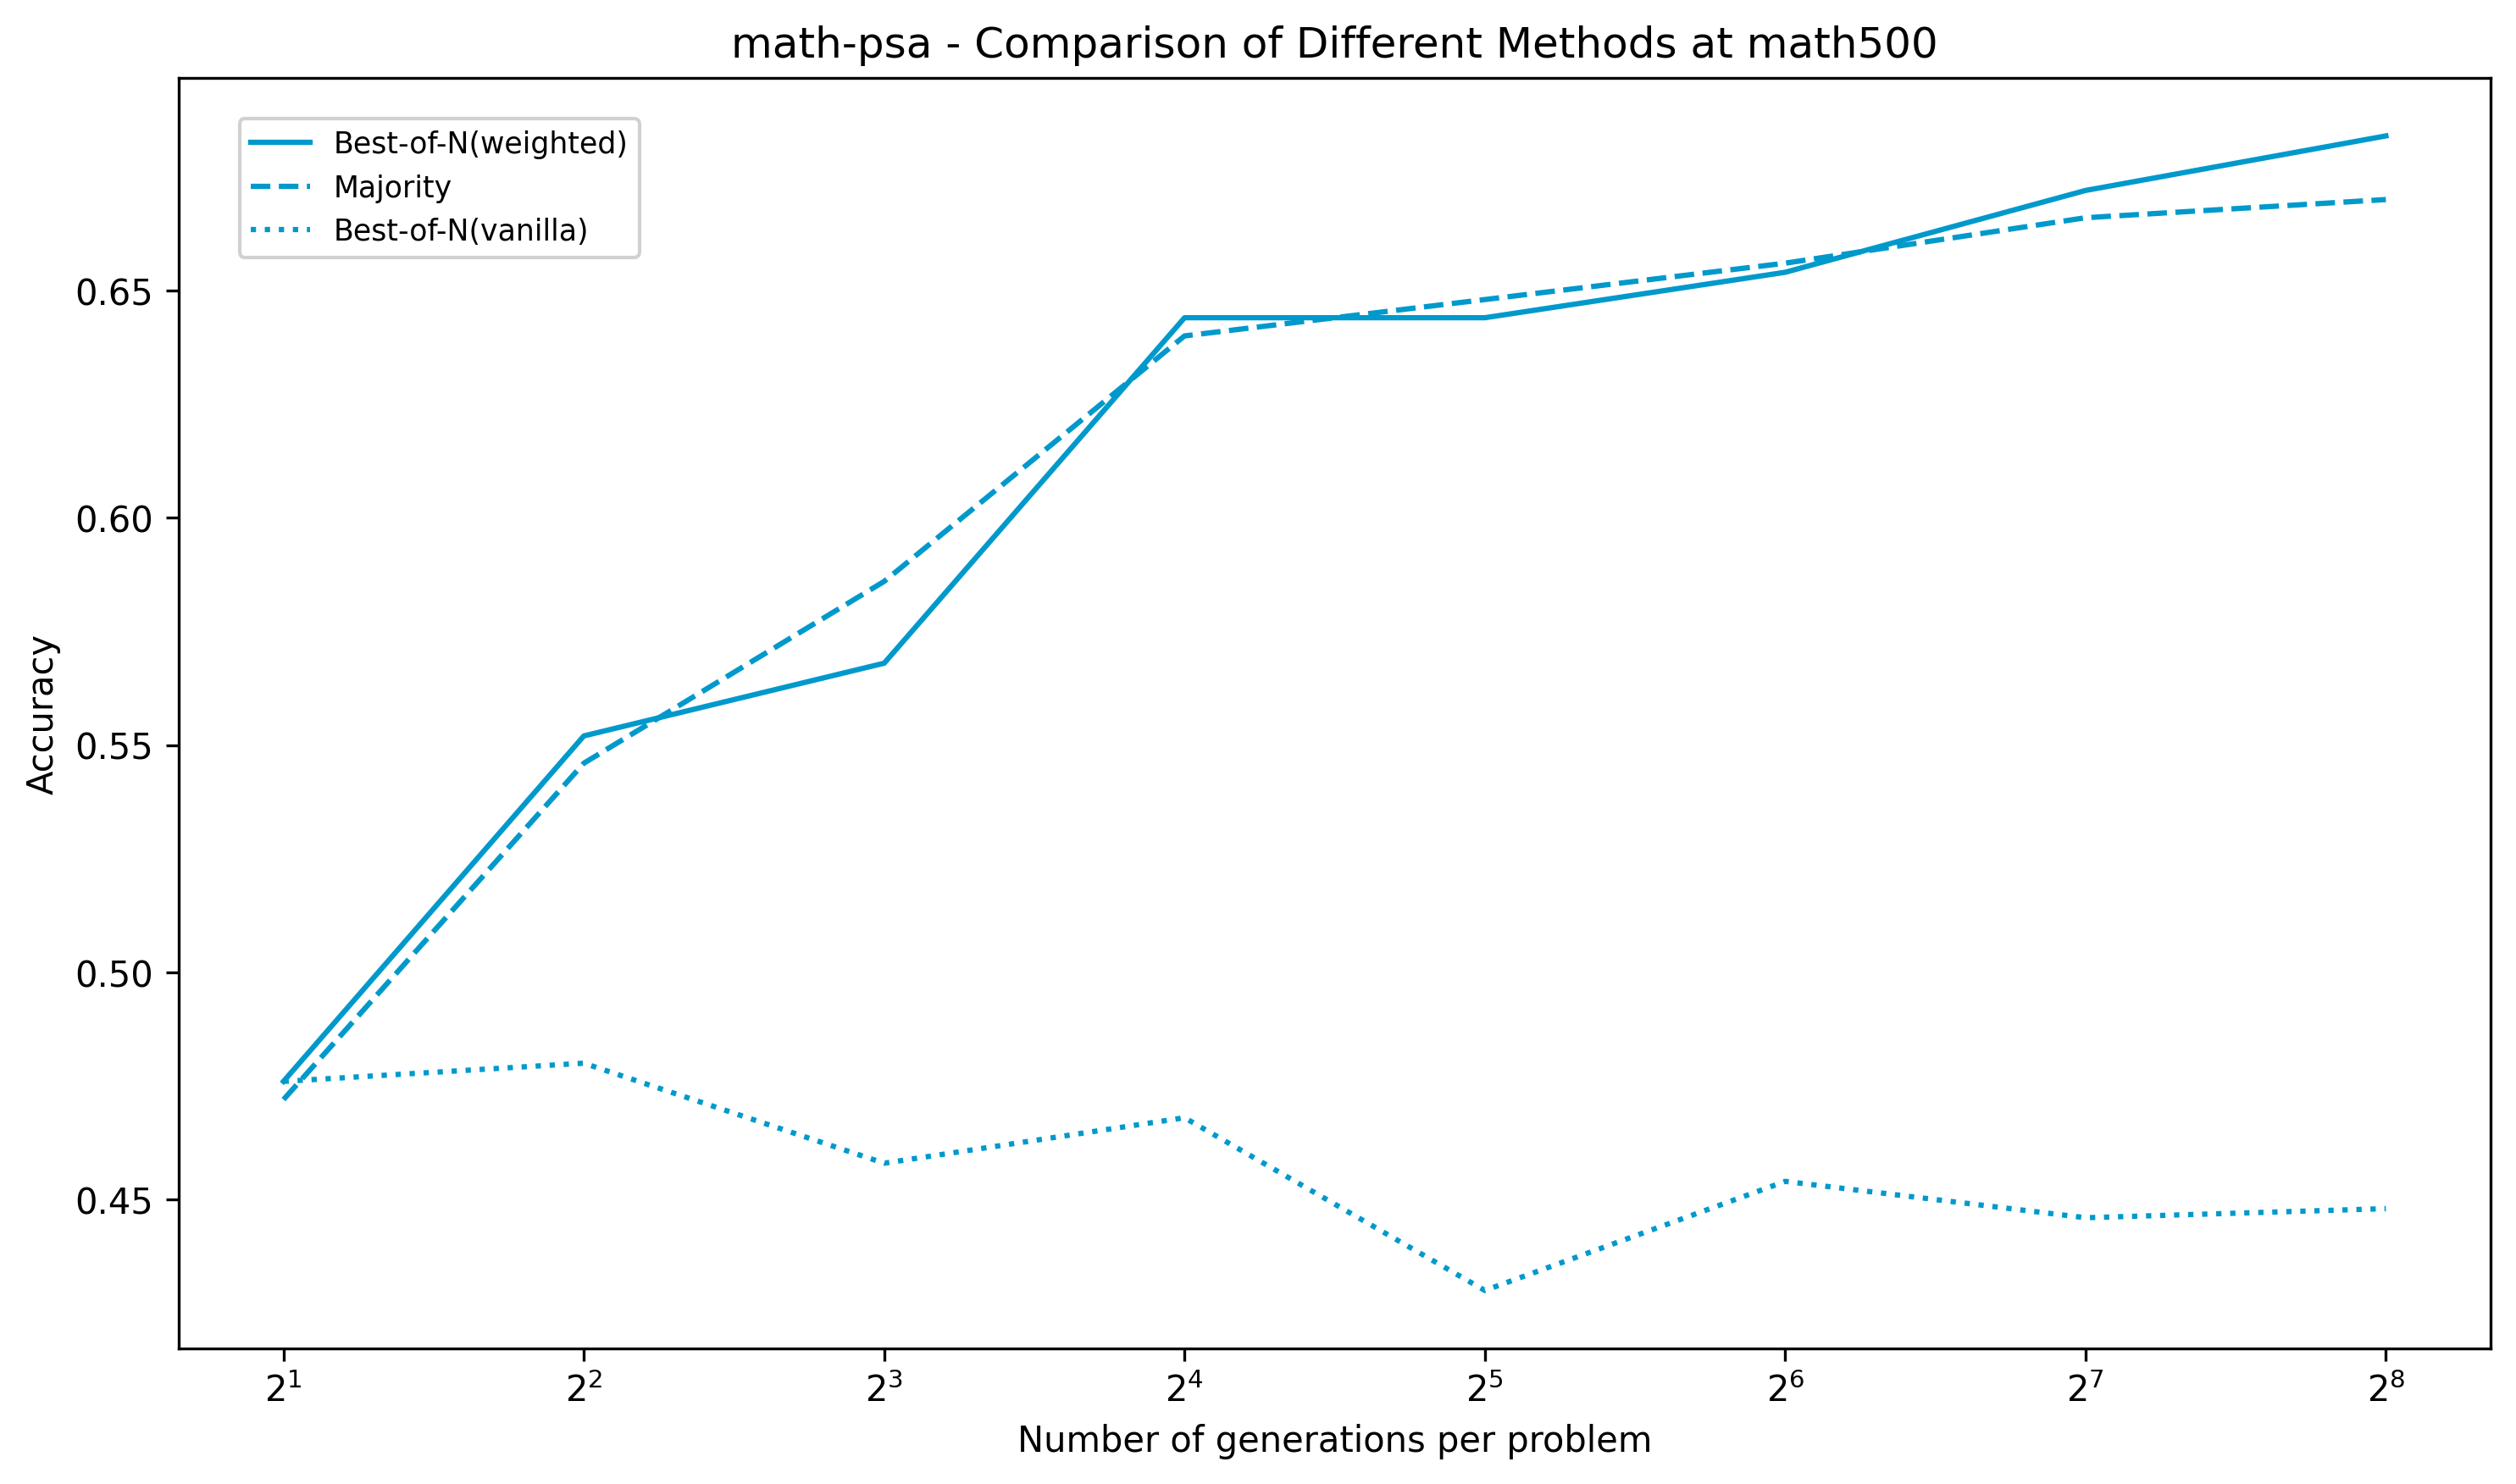 math-psa - Comparison of Different Methods at math500
Best-of-N(weighted)
Majority
Best-of-N(vanilla)
Accuracy
0.65
0.60
0.55
0.50
0.45
2¹ 2² 2³ 2⁴ 2⁵ 2⁶ 2⁷ 2⁸
Number of generations per problem